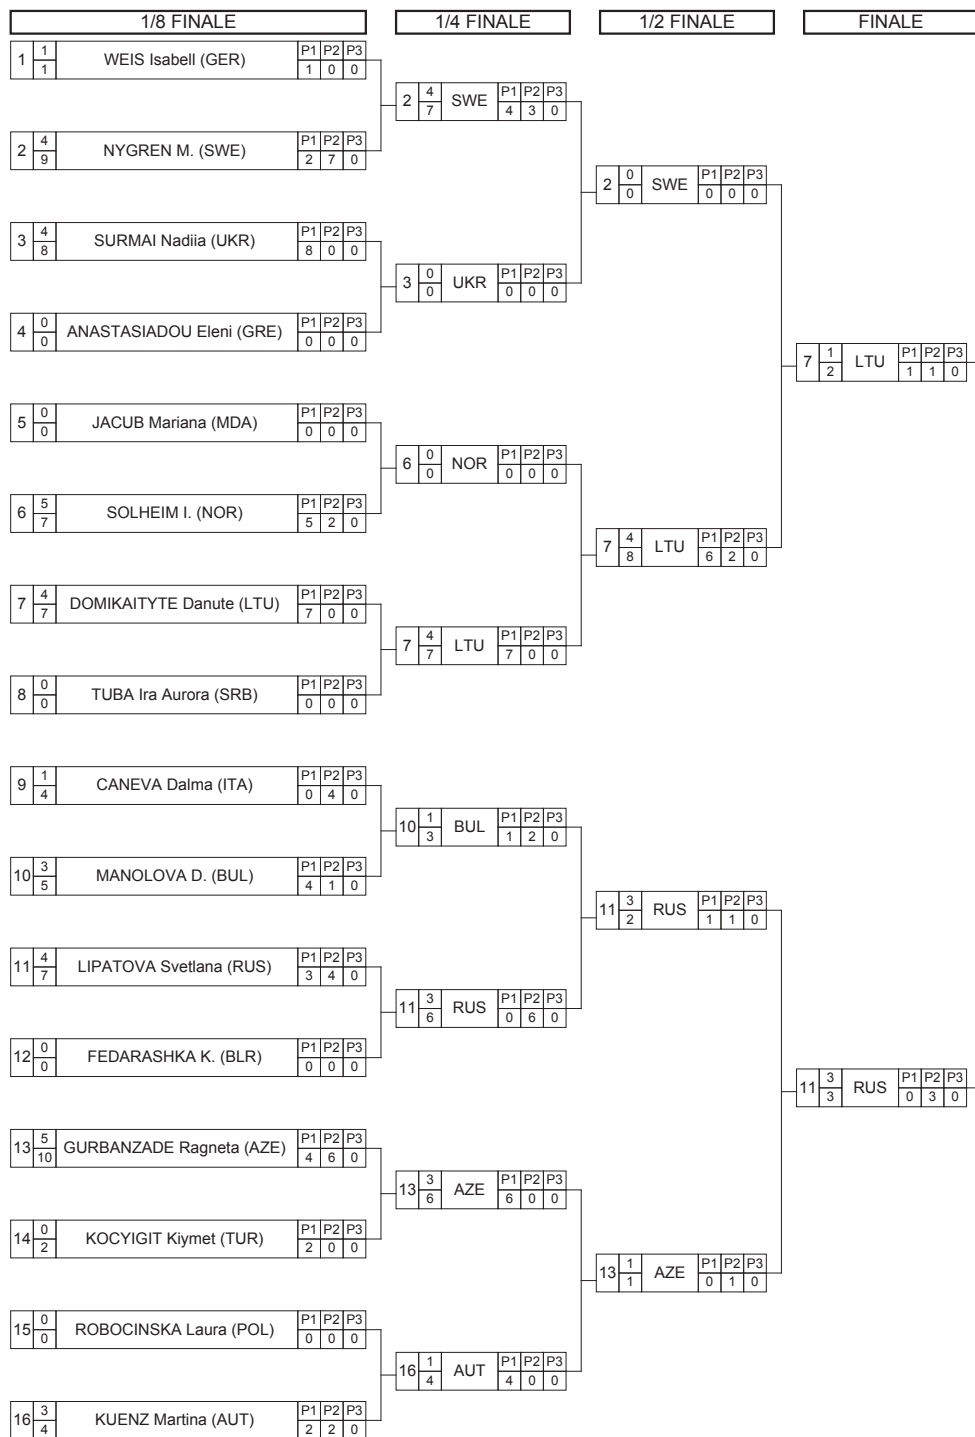 1/8 FINALE 1/4 FINALE 1/2 FINALE FINALE
1 1 1 WEIS Isabell (GER) P1 P2 P3 1 0 0
2 4 7 SWE P1 P2 P3 4 3 0
2 4 9 NYGREN M. (SWE) P1 P2 P3 2 7 0
2 0 0 SWE P1 P2 P3 0 0 0
3 4 8 SURMAI Nadiia (UKR) P1 P2 P3 8 0 0
3 0 0 UKR P1 P2 P3 0 0 0
4 0 0 ANASTASIADOU Eleni (GRE) P1 P2 P3 0 0 0
7 1 2 LTU P1 P2 P3 1 1 0
5 0 0 JACUB Mariana (MDA) P1 P2 P3 0 0 0
6 0 0 NOR P1 P2 P3 0 0 0
6 5 7 SOLHEIM I. (NOR) P1 P2 P3 5 2 0
7 4 8 LTU P1 P2 P3 6 2 0
7 4 7 DOMIKAITYTE Danute (LTU) P1 P2 P3 7 0 0
7 4 7 LTU P1 P2 P3 7 0 0
8 0 0 TUBA Ira Aurora (SRB) P1 P2 P3 0 0 0
9 1 4 CANEVA Dalma (ITA) P1 P2 P3 0 4 0
10 1 3 BUL P1 P2 P3 1 2 0
10 3 5 MANOLOVA D. (BUL) P1 P2 P3 4 1 0
11 3 2 RUS P1 P2 P3 1 1 0
11 4 7 LIPATOVA Svetlana (RUS) P1 P2 P3 3 4 0
11 3 6 RUS P1 P2 P3 0 6 0
12 0 0 FEDARASHKA K. (BLR) P1 P2 P3 0 0 0
11 3 3 RUS P1 P2 P3 0 3 0
13 5 10 GURBANZADE Ragneta (AZE) P1 P2 P3 4 6 0
13 3 6 AZE P1 P2 P3 6 0 0
14 0 2 KOCYIGIT Kiymet (TUR) P1 P2 P3 2 0 0
13 1 1 AZE P1 P2 P3 0 1 0
15 0 0 ROBOCINSKA Laura (POL) P1 P2 P3 0 0 0
16 1 4 AUT P1 P2 P3 4 0 0
16 3 4 KUENZ Martina (AUT) P1 P2 P3 2 2 0